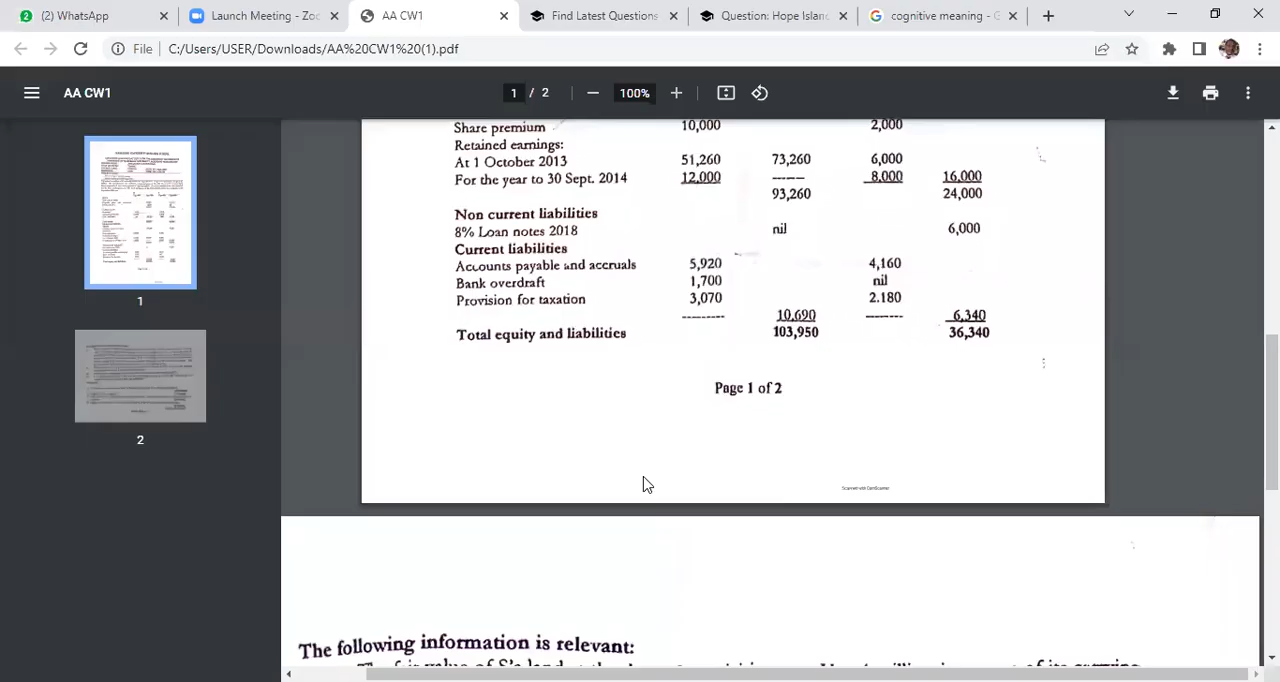 (2) WhatsApp
Launch Meeting - Zoo
AA CW1
Find Latest Questions
Question: Hope Islan
cognitive meaning - G
File C:/Users/USER/Downloads/AA%20CW1%20(1).pdf
AA CW1
1 / 2
100%
Share premium 10,000 2,000
Retained earnings:
At 1 October 2013 51,260 73,260 6,000
For the year to 30 Sept. 2014 12,000 ------ 8,000 16,000
93,260 24,000
Non current liabilities
8% Loan notes 2018 nil 6,000
Current liabilities
Accounts payable and accruals 5,920 4,160
Bank overdraft 1,700 nil
Provision for taxation 3,070 2.180
-------- 10,690 ------- 6,340
Total equity and liabilities 103,950 36,340
Page 1 of 2
Scanned with CamScanner
The following information is relevant:
1
2